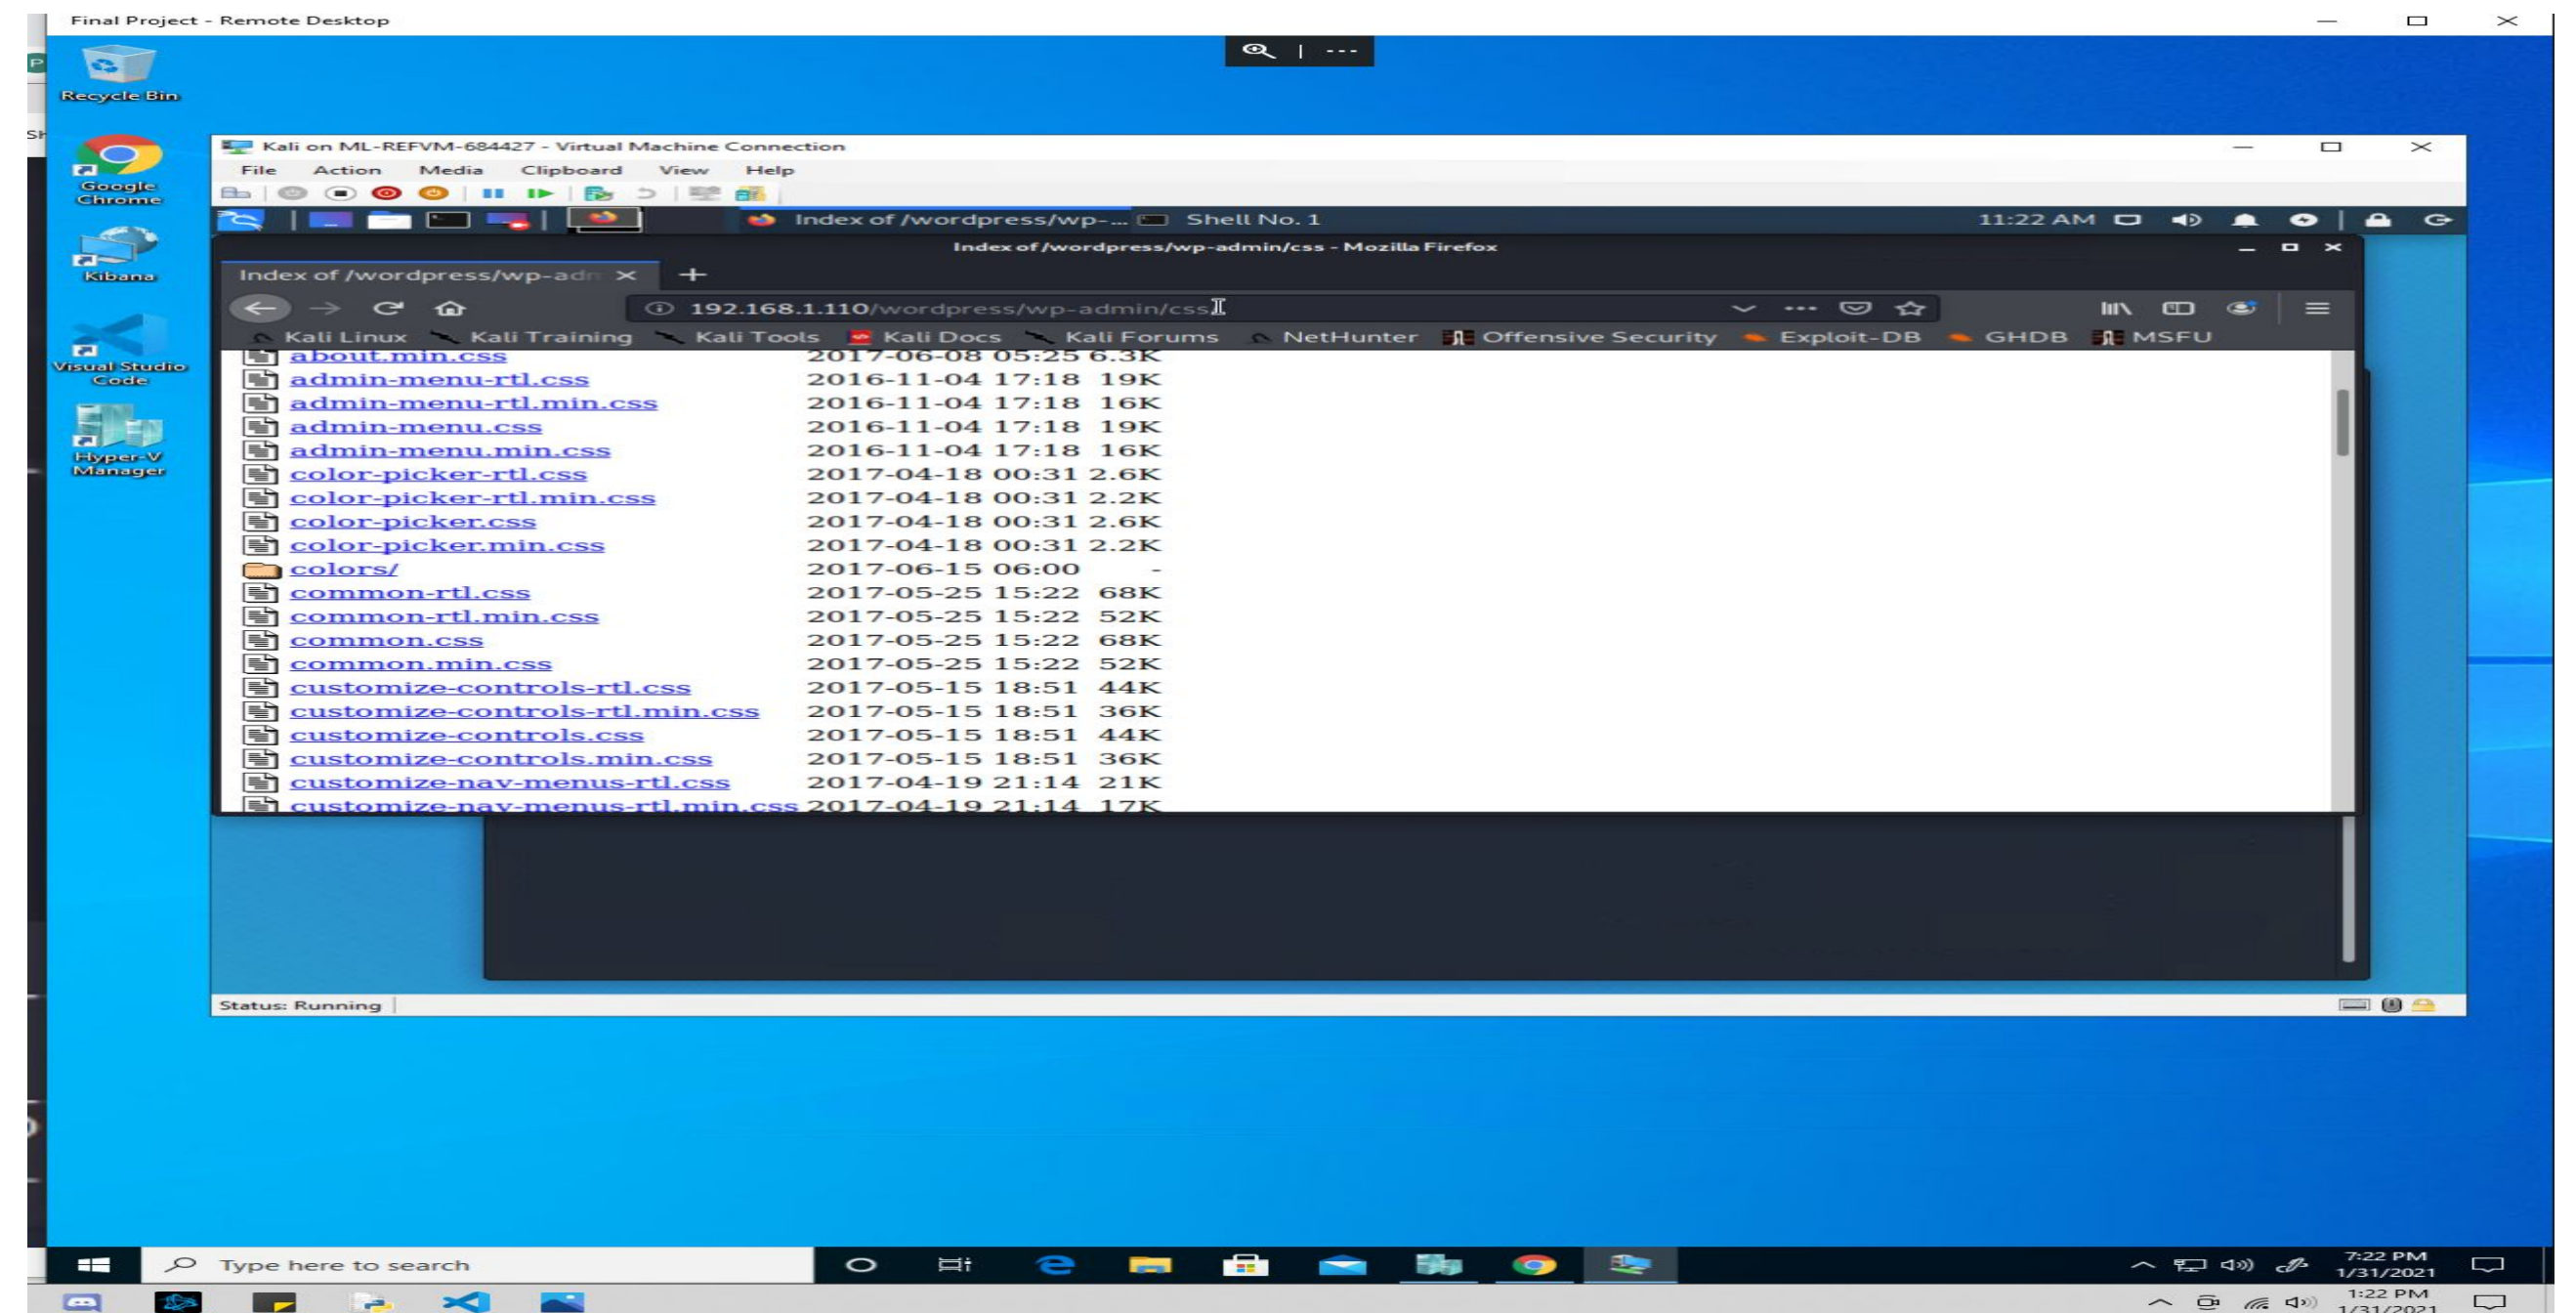 Final Project - Remote Desktop
Recycle Bin
Google Chrome
Kibana
Visual Studio Code
Hyper-V Manager
Kali on ML-REFVM-684427 - Virtual Machine Connection
File Action Media Clipboard View Help
Index of /wordpress/wp-... Shell No. 1 11:22 AM
Index of /wordpress/wp-admin/css - Mozilla Firefox
Index of /wordpress/wp-adm
192.168.1.110/wordpress/wp-admin/css
Kali Linux Kali Training Kali Tools Kali Docs Kali Forums NetHunter Offensive Security Exploit-DB GHDB MSFU
about.min.css 2017-06-08 05:25 6.3K
admin-menu-rtl.css 2016-11-04 17:18 19K
admin-menu-rtl.min.css 2016-11-04 17:18 16K
admin-menu.css 2016-11-04 17:18 19K
admin-menu.min.css 2016-11-04 17:18 16K
color-picker-rtl.css 2017-04-18 00:31 2.6K
color-picker-rtl.min.css 2017-04-18 00:31 2.2K
color-picker.css 2017-04-18 00:31 2.6K
color-picker.min.css 2017-04-18 00:31 2.2K
colors/ 2017-06-15 06:00 -
common-rtl.css 2017-05-25 15:22 68K
common-rtl.min.css 2017-05-25 15:22 52K
common.css 2017-05-25 15:22 68K
common.min.css 2017-05-25 15:22 52K
customize-controls-rtl.css 2017-05-15 18:51 44K
customize-controls-rtl.min.css 2017-05-15 18:51 36K
customize-controls.css 2017-05-15 18:51 44K
customize-controls.min.css 2017-05-15 18:51 36K
customize-nav-menus-rtl.css 2017-04-19 21:14 21K
customize-nav-menus-rtl.min.css 2017-04-19 21:14 17K
Status: Running
Type here to search
7:22 PM
1/31/2021
1:22 PM
1/31/2021